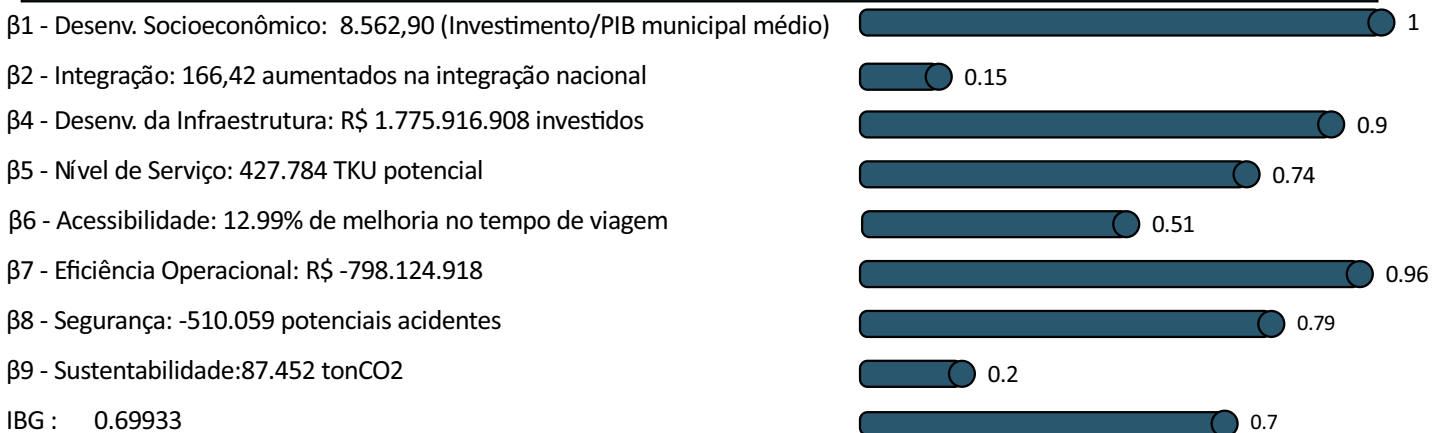 β1 - Desenv. Socioeconômico: 8.562,90 (Investimento/PIB municipal médio) 1
β2 - Integração: 166,42 aumentados na integração nacional 0.15
β4 - Desenv. da Infraestrutura: R$ 1.775.916.908 investidos 0.9
β5 - Nível de Serviço: 427.784 TKU potencial 0.74
β6 - Acessibilidade: 12.99% de melhoria no tempo de viagem 0.51
β7 - Eficiência Operacional: R$ -798.124.918 0.96
β8 - Segurança: -510.059 potenciais acidentes 0.79
β9 - Sustentabilidade:87.452 tonCO2 0.2
IBG : 0.69933 0.7